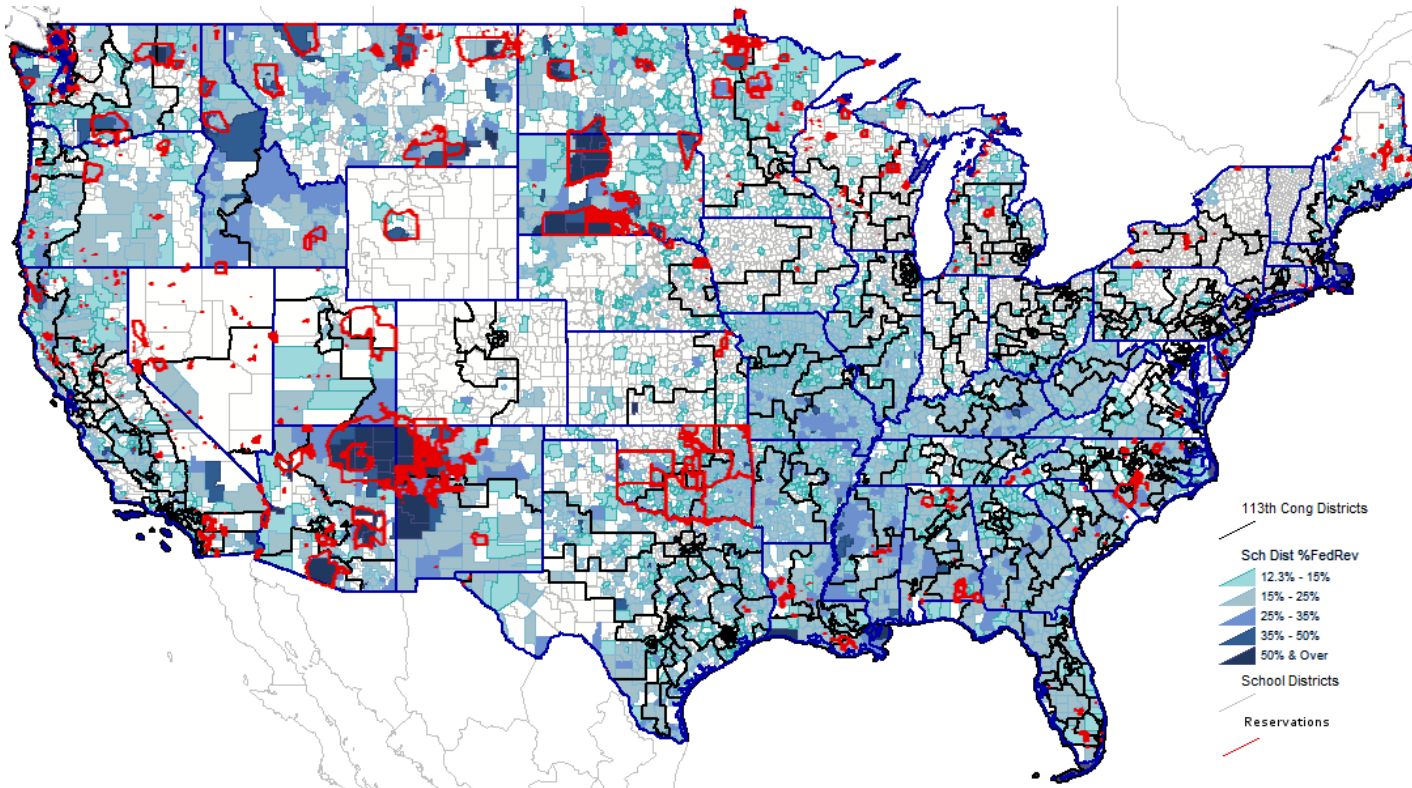 113th Cong Districts
Sch Dist %FedRev
12.3% - 15%
15% - 25%
25% - 35%
35% - 50%
50% & Over
School Districts
Reservations